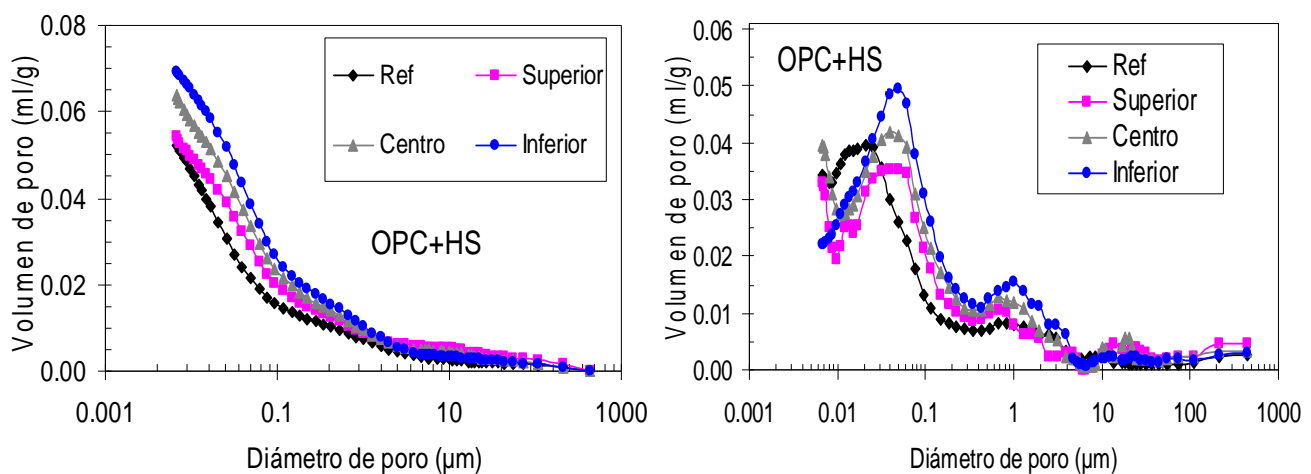 Volumen de poro (ml/g)
0.08
0.06
0.04
0.02
0.00
Ref
Superior
Centro
Inferior
OPC+HS
0.001
0.1
10
1000
Diámetro de poro (µm)
Volumen de poro (ml/g)
0.06
0.05
0.04
0.03
0.02
0.01
0.00
OPC+HS
Ref
Superior
Centro
Inferior
0.001
0.01
0.1
1
10
100
1000
Diámetro de poro (µm)